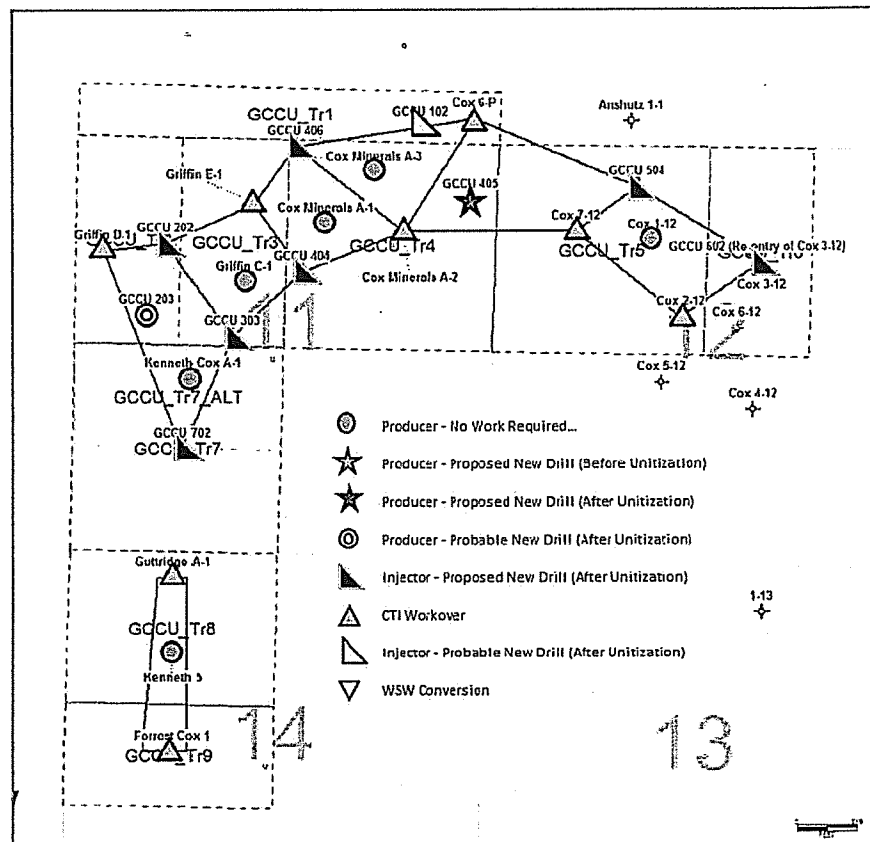 Cox 6-P
GCCU 102
Anshutz 1-1
GCCU_Tr1
GCCU 406
Cox Minerals A-3
Griffin E-1
GCCU 405
GCCU 504
Cox Minerals A-1
Cox 7-12
Cox 1-12
Griffin D-1
GCCU 202
GCCU_Tr3
GCCU_Tr4
GCCU_Tr5
GCCU 602 (Re-entry of Cox 3-12)
Griffin C-1
GCCU 404
Cox Minerals A-2
Cox 3-12
GCCU 203
11
Cox 2-12
Cox 6-12
GCCU 303
12
Kenneth Cox A-1
Cox 5-12
GCCU_Tr7_ALT
Cox 4-12
GCCU 702
GCCU_Tr7
Producer - No Work Required...
Producer - Proposed New Drill (Before Unitization)
Producer - Proposed New Drill (After Unitization)
Producer - Probable New Drill (After Unitization)
Injector - Proposed New Drill (After Unitization)
CTI Workover
Injector - Probable New Drill (After Unitization)
WSW Conversion
Guttridge A-1
1-13
GCCU_Tr8
Kenneth
Forrest Cox 1
GCCU_Tr9
14
13